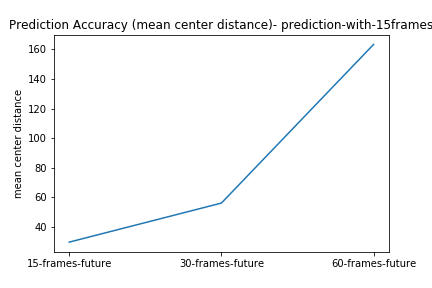 Prediction Accuracy (mean center distance)- prediction-with-15frames
mean center distance
160
140
120
100
80
60
40
15-frames-future 30-frames-future 60-frames-future